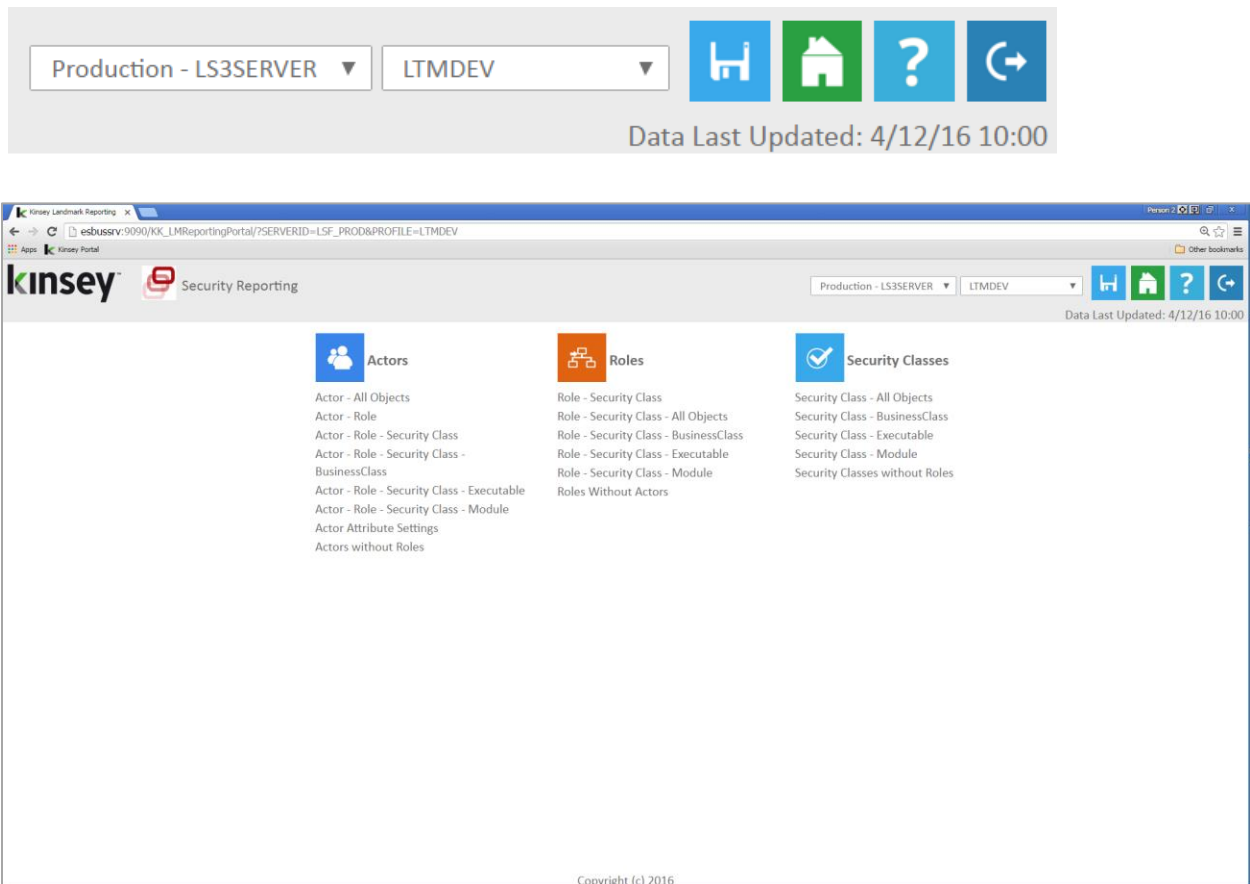 Production - LS3SERVER ▼ LTMDEV ▼ ?
Data Last Updated: 4/12/16 10:00
Kinsey Landmark Reporting x
Person 2
esbussrv:9090/KK_LMReportingPortal/?SERVERID=LSF_PROD&PROFILE=LTMDEV
Apps Kinsey Portal Other bookmarks
kinsey Security Reporting Production - LS3SERVER ▼ LTMDEV ▼ ?
Data Last Updated: 4/12/16 10:00
Actors
Actor - All Objects
Actor - Role
Actor - Role - Security Class
Actor - Role - Security Class -
BusinessClass
Actor - Role - Security Class - Executable
Actor - Role - Security Class - Module
Actor Attribute Settings
Actors without Roles
Roles
Role - Security Class
Role - Security Class - All Objects
Role - Security Class - BusinessClass
Role - Security Class - Executable
Role - Security Class - Module
Roles Without Actors
Security Classes
Security Class - All Objects
Security Class - BusinessClass
Security Class - Executable
Security Class - Module
Security Classes without Roles
Copyright (c) 2016